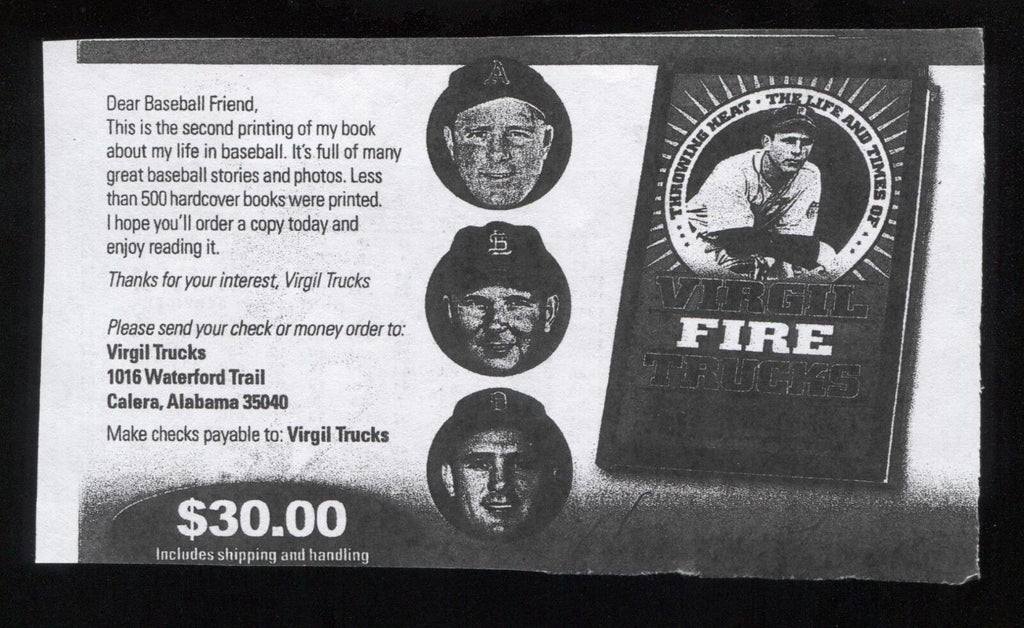 Dear Baseball Friend,
This is the second printing of my book
about my life in baseball. It's full of many
great baseball stories and photos. Less
than 500 hardcover books were printed.
I hope you'll order a copy today and
enjoy reading it.
Thanks for your interest, Virgil Trucks
Please send your check or money order to:
Virgil Trucks
1016 Waterford Trail
Calera, Alabama 35040
Make checks payable to: Virgil Trucks
$30.00
Includes shipping and handling
A
THROWING HEAT • THE LIFE AND TIMES OF
VIRGIL
FIRE
TRUCKS